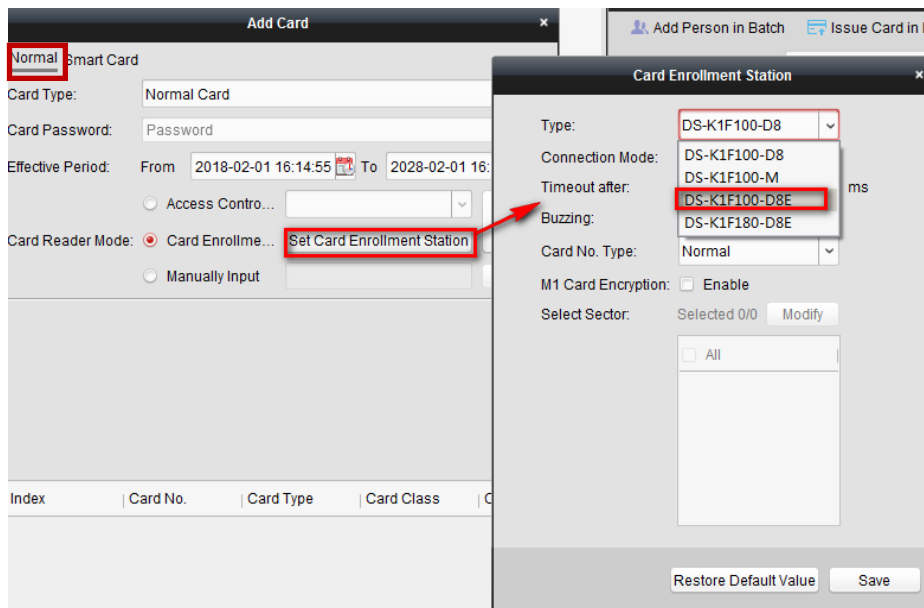 Add Card ×
Normal Smart Card
Card Type: Normal Card
Card Password: Password
Effective Period: From 2018-02-01 16:14:55 To 2028-02-01 16:
Access Contro...
Card Reader Mode: Card Enrollme... Set Card Enrollment Station
Manually Input
Index Card No. Card Type Card Class C
Add Person in Batch Issue Card in
Card Enrollment Station ×
Type: DS-K1F100-D8
DS-K1F100-D8
DS-K1F100-M
DS-K1F100-D8E
DS-K1F180-D8E
Connection Mode:
Timeout after: ms
Buzzing:
Card No. Type: Normal
M1 Card Encryption: Enable
Select Sector: Selected 0/0 Modify
All
Restore Default Value Save